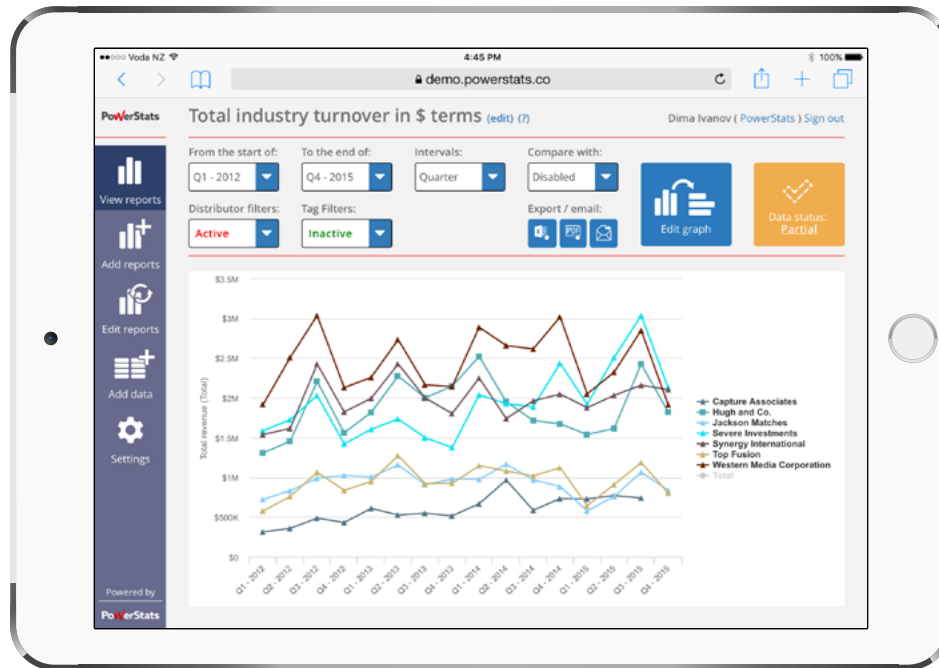 Voda NZ
4:45 PM
100%
demo.powerstats.co
PoWerStats
Total industry turnover in $ terms (edit) (?)
Dima Ivanov ( PowerStats ) Sign out
From the start of:
To the end of:
Intervals:
Compare with:
Q1 - 2012
Q4 - 2015
Quarter
Disabled
Distributor filters:
Tag Filters:
Export / email:
Active
Inactive
PDF
Edit graph
Data status:
Partial
View reports
Add reports
Edit reports
Add data
Settings
Powered by
PoWerStats
$3.5M
$3M
$2.5M
$2M
$1.5M
$1M
$500K
$0
Total revenue (Total)
Q1 - 2012
Q2 - 2012
Q3 - 2012
Q4 - 2012
Q1 - 2013
Q2 - 2013
Q3 - 2013
Q4 - 2013
Q1 - 2014
Q2 - 2014
Q3 - 2014
Q4 - 2014
Q1 - 2015
Q2 - 2015
Q3 - 2015
Q4 - 2015
Capture Associates
Hugh and Co.
Jackson Matches
Severe Investments
Synergy International
Top Fusion
Western Media Corporation
Total